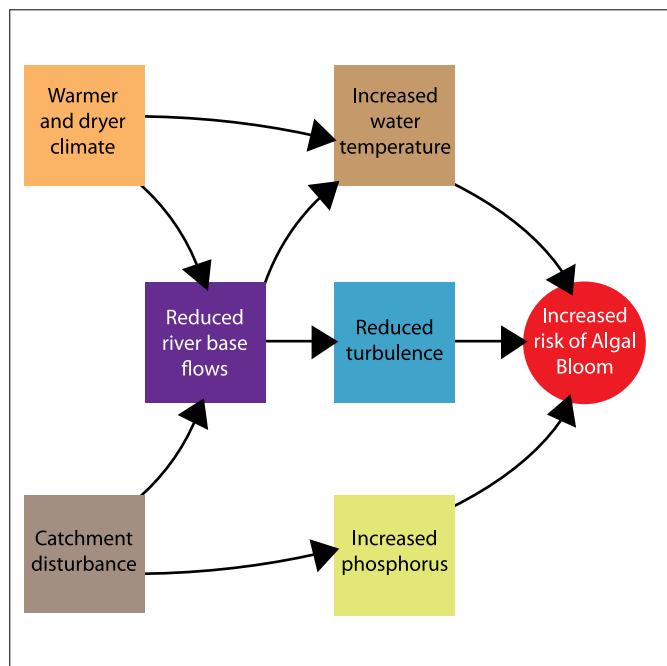 Warmer
and dryer
climate
Increased
water
temperature
Reduced
river base
flows
Reduced
turbulence
Increased
risk of Algal
Bloom
Catchment
disturbance
Increased
phosphorus